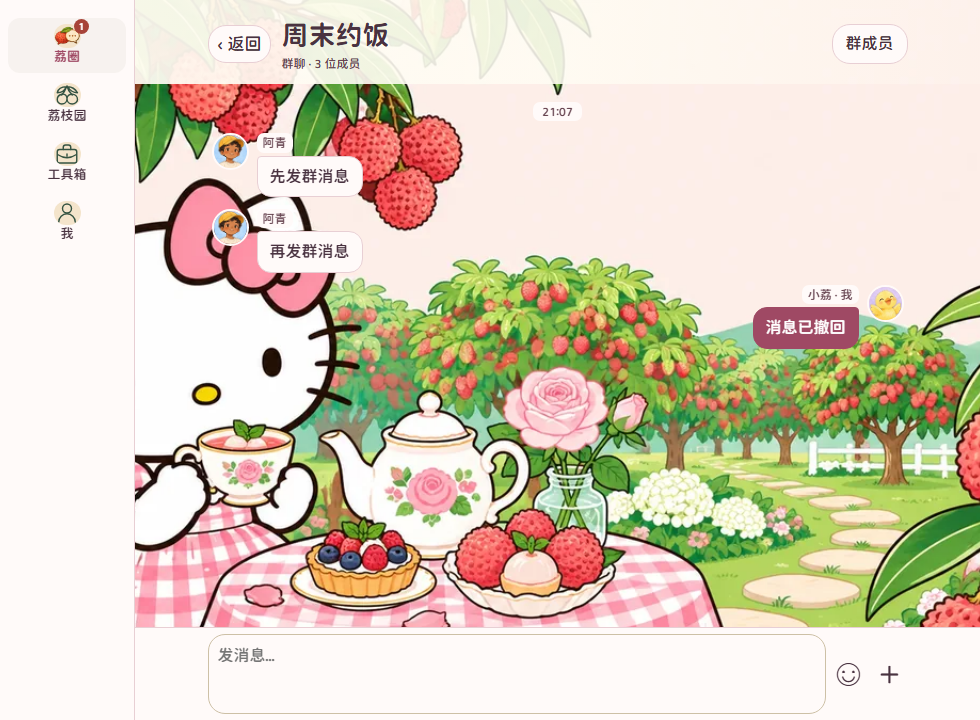 1
荔圈
荔枝园
工具箱
我
‹ 返回
周末约饭
群聊 · 3 位成员
群成员
21:07
阿青
先发群消息
阿青
再发群消息
小荔 · 我
消息已撤回
发消息…